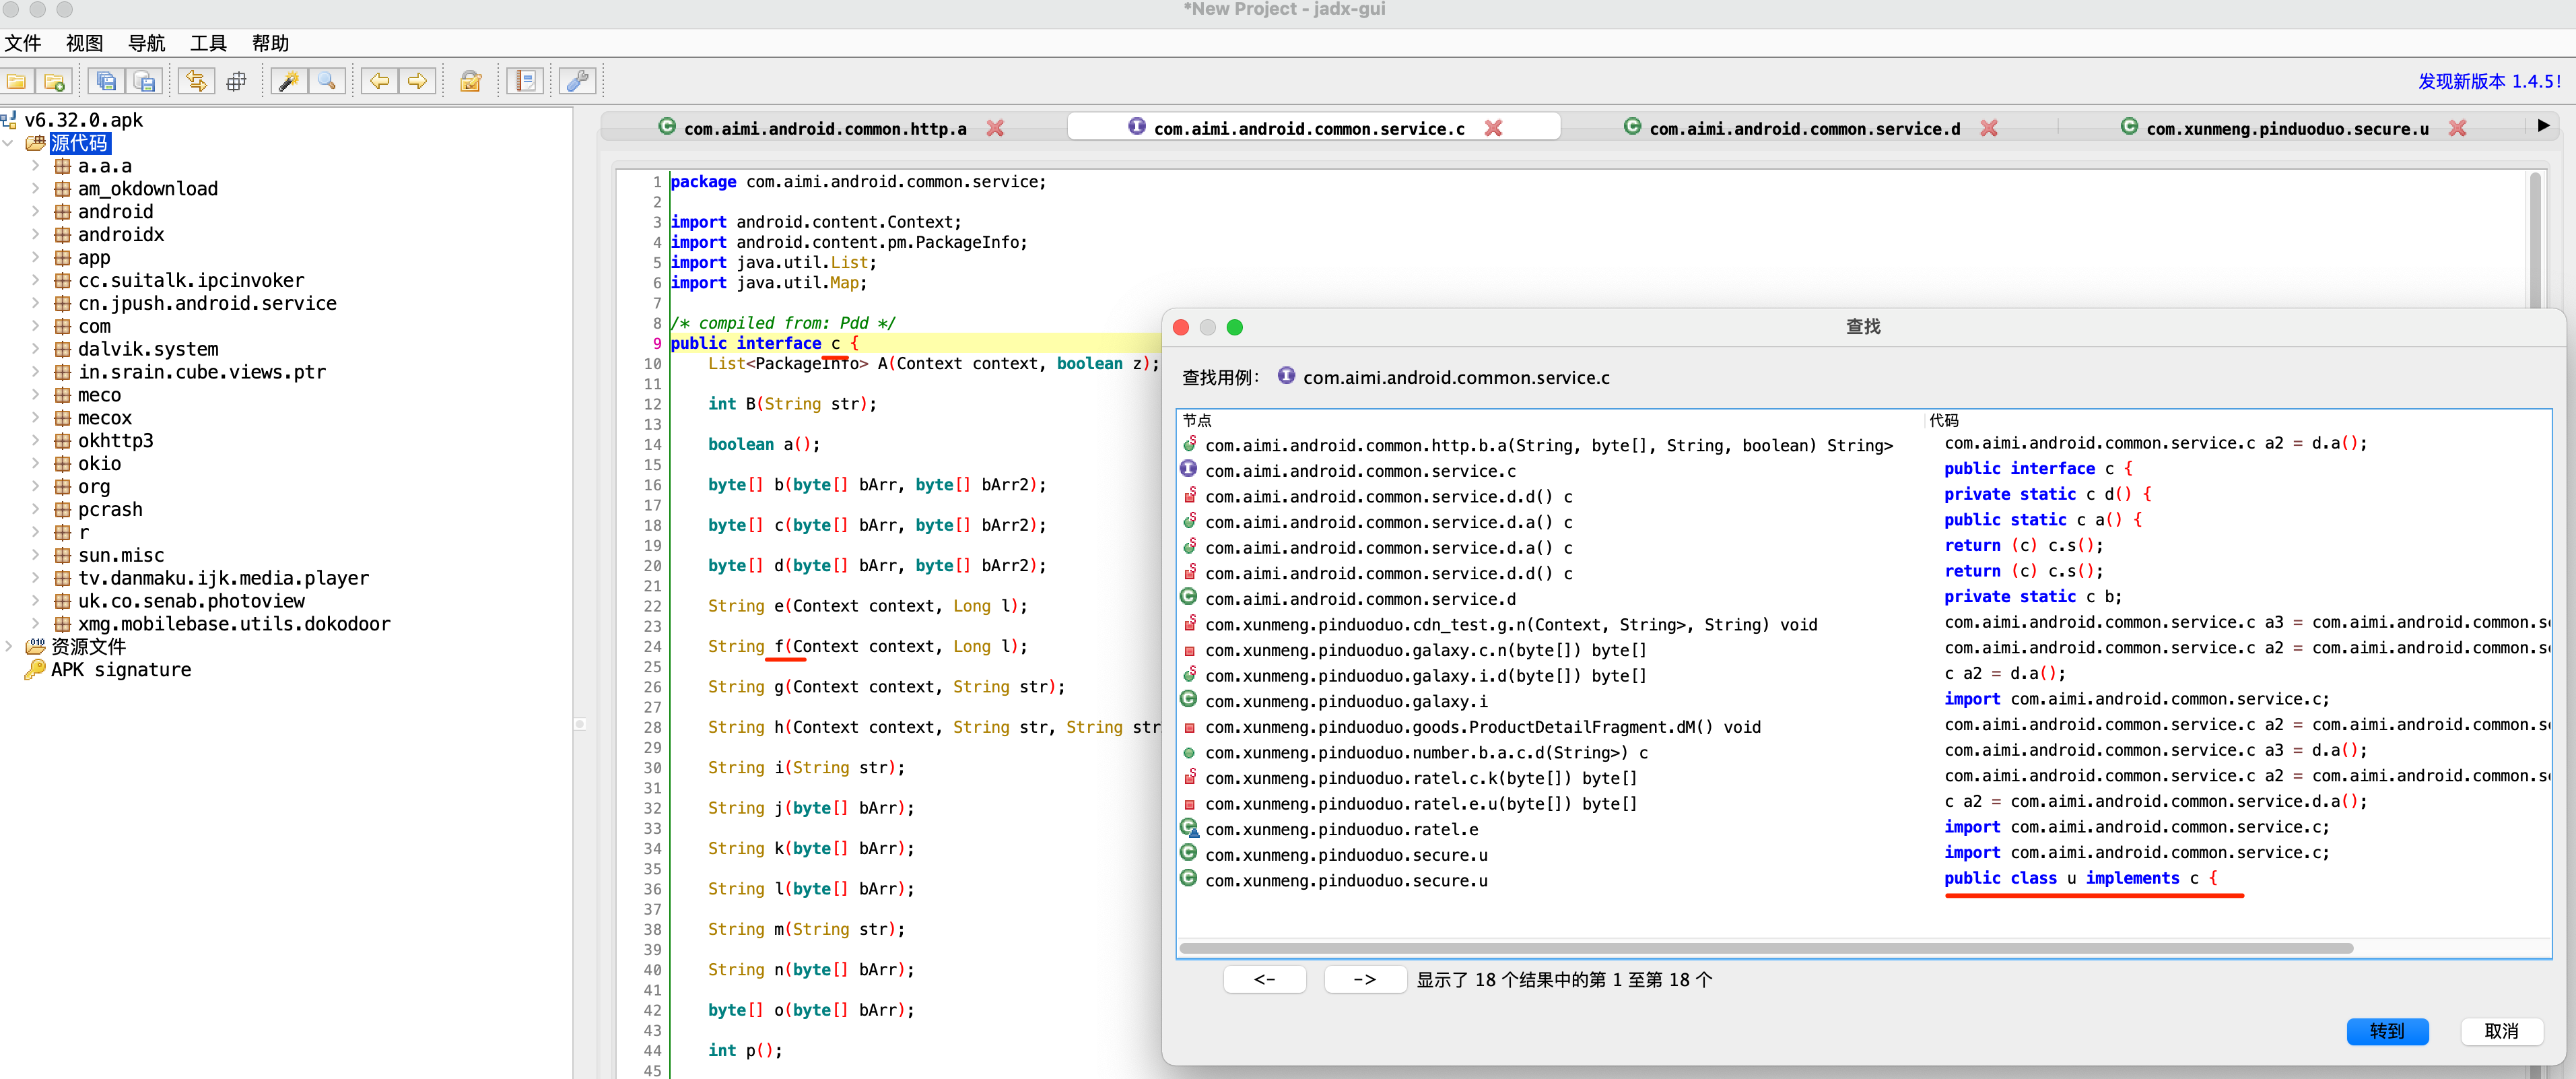 *New Project - jadx-gui
文件 视图 导航 工具 帮助
发现新版本 1.4.5!
v6.32.0.apk
源代码
a.a.a
am_okdownload
android
androidx
app
cc.suitalk.ipcinvoker
cn.jpush.android.service
com
dalvik.system
in.srain.cube.views.ptr
meco
mecox
okhttp3
okio
org
pcrash
r
sun.misc
tv.danmaku.ijk.media.player
uk.co.senab.photoview
xmg.mobilebase.utils.dokodoor
资源文件
APK signature
com.aimi.android.common.http.a com.aimi.android.common.service.c com.aimi.android.common.service.d com.xunmeng.pinduoduo.secure.u
1 package com.aimi.android.common.service;
2
3 import android.content.Context;
4 import android.content.pm.PackageInfo;
5 import java.util.List;
6 import java.util.Map;
7
8 /* compiled from: Pdd */
9 public interface c {
10 List<PackageInfo> A(Context context, boolean z);
11
12 int B(String str);
13
14 boolean a();
15
16 byte[] b(byte[] bArr, byte[] bArr2);
17
18 byte[] c(byte[] bArr, byte[] bArr2);
19
20 byte[] d(byte[] bArr, byte[] bArr2);
21
22 String e(Context context, Long l);
23
24 String f(Context context, Long l);
25
26 String g(Context context, String str);
27
28 String h(Context context, String str, String str
29
30 String i(String str);
31
32 String j(byte[] bArr);
33
34 String k(byte[] bArr);
35
36 String l(byte[] bArr);
37
38 String m(String str);
39
40 String n(byte[] bArr);
41
42 byte[] o(byte[] bArr);
43
44 int p();
45
查找
查找用例: com.aimi.android.common.service.c
节点 代码
com.aimi.android.common.http.b.a(String, byte[], String, boolean) String> com.aimi.android.common.service.c a2 = d.a();
com.aimi.android.common.service.c public interface c {
com.aimi.android.common.service.d.d() c private static c d() {
com.aimi.android.common.service.d.a() c public static c a() {
com.aimi.android.common.service.d.a() c return (c) c.s();
com.aimi.android.common.service.d.d() c return (c) c.s();
com.aimi.android.common.service.d private static c b;
com.xunmeng.pinduoduo.cdn_test.g.n(Context, String>, String) void com.aimi.android.common.service.c a3 = com.aimi.android.common.s
com.xunmeng.pinduoduo.galaxy.c.n(byte[]) byte[] com.aimi.android.common.service.c a2 = com.aimi.android.common.s
com.xunmeng.pinduoduo.galaxy.i.d(byte[]) byte[] c a2 = d.a();
com.xunmeng.pinduoduo.galaxy.i import com.aimi.android.common.service.c;
com.xunmeng.pinduoduo.goods.ProductDetailFragment.dM() void com.aimi.android.common.service.c a2 = com.aimi.android.common.s
com.xunmeng.pinduoduo.number.b.a.c.d(String>) c com.aimi.android.common.service.c a3 = d.a();
com.xunmeng.pinduoduo.ratel.c.k(byte[]) byte[] com.aimi.android.common.service.c a2 = com.aimi.android.common.s
com.xunmeng.pinduoduo.ratel.e.u(byte[]) byte[] c a2 = com.aimi.android.common.service.d.a();
com.xunmeng.pinduoduo.ratel.e import com.aimi.android.common.service.c;
com.xunmeng.pinduoduo.secure.u import com.aimi.android.common.service.c;
com.xunmeng.pinduoduo.secure.u public class u implements c {
<- -> 显示了 18 个结果中的第 1 至第 18 个
转到 取消